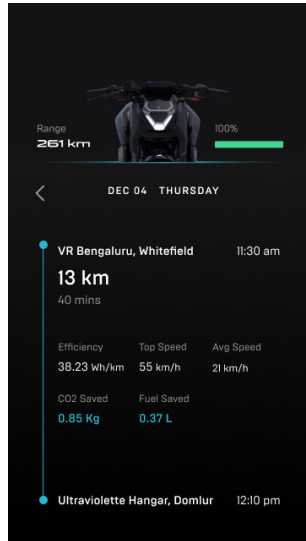 Range
261 km
100%
DEC 04 THURSDAY
VR Bengaluru, Whitefield 11:30 am
13 km
40 mins
Efficiency Top Speed Avg Speed
38.23 Wh/km 55 km/h 21 km/h
CO2 Saved Fuel Saved
0.85 Kg 0.37 L
Ultraviolette Hangar, Domlur 12:10 pm